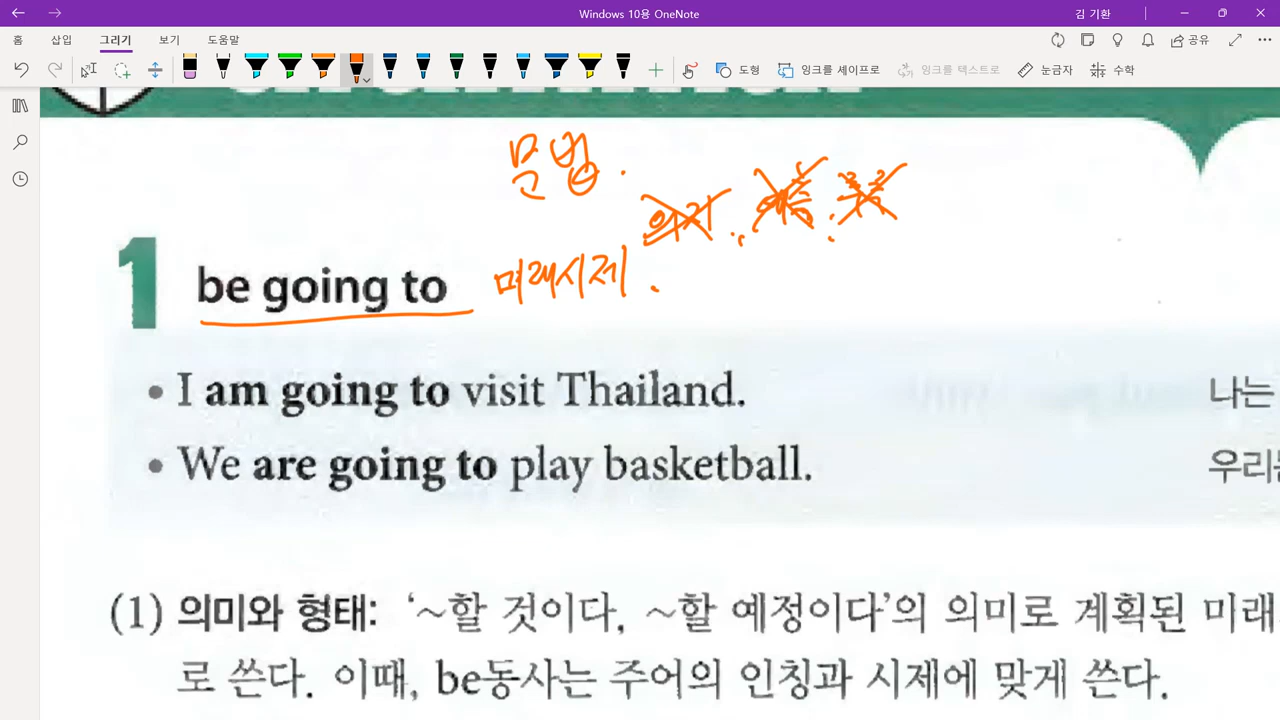 Windows 10용 OneNote
김 기환
홈 삽입 그리기 보기 도움말
공유
도형 잉크를 셰이프로 잉크를 텍스트로 눈금자 수학
문법.
미래시제.
1 be going to
• I am going to visit Thailand. 나는
• We are going to play basketball.
(1) 의미와 형태: ‘~할 것이다, ~할 예정이다’의 의미로 계획된 미래
로 쓴다. 이때, be동사는 주어의 인칭과 시제에 맞게 쓴다.